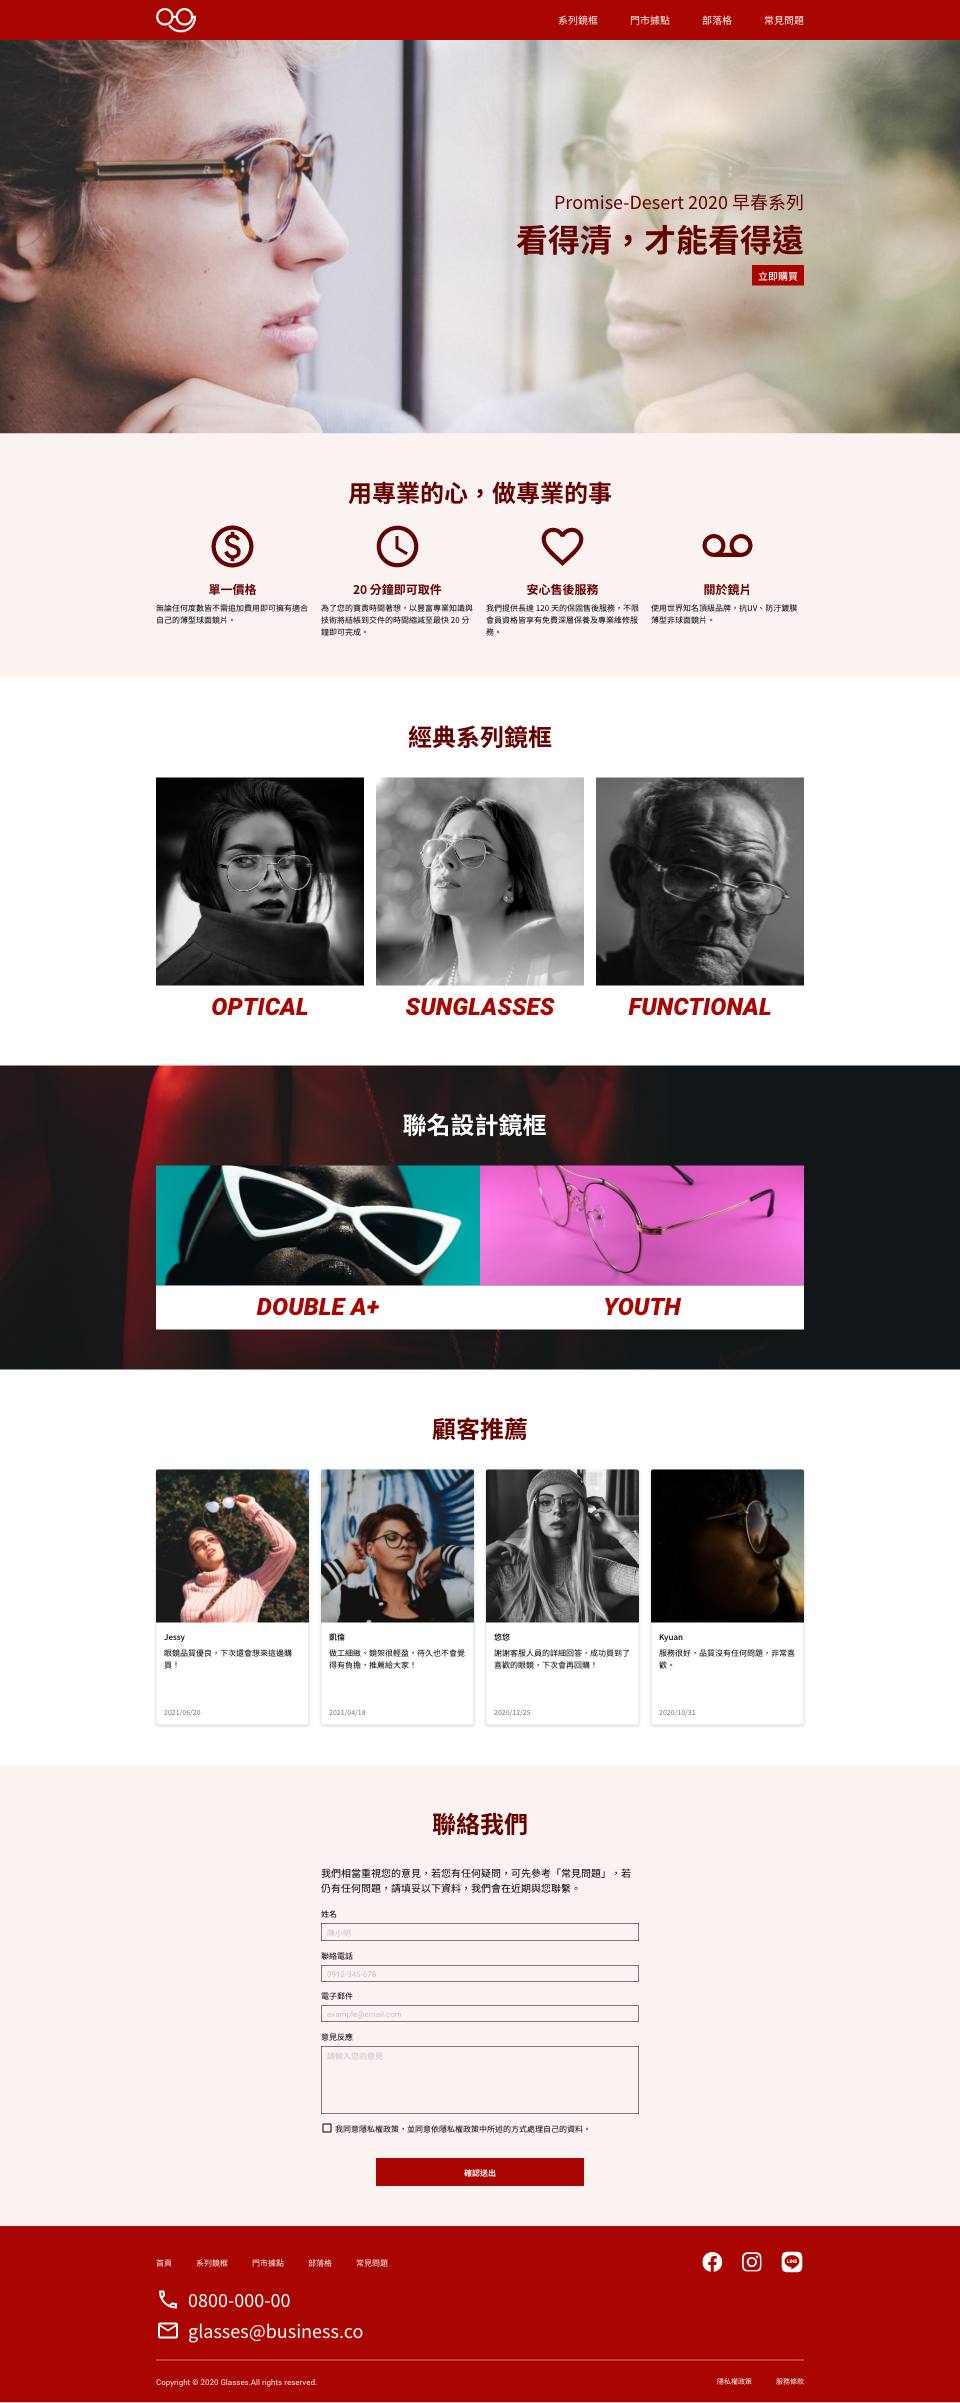 系列鏡框 門市據點 部落格 常見問題
Promise-Desert 2020 早春系列
看得清，才能看得遠
立即購買
用專業的心，做專業的事
單一價格
無論任何度數皆不需追加費用即可擁有適合
自己的薄型球面鏡片。
20 分鐘即可取件
為了您的寶貴時間著想，以豐富專業知識與
技術將結帳到交件的時間縮減至最快 20 分
鐘即可完成。
安心售後服務
我們提供長達 120 天的保固售後服務，不限
會員資格皆享有免費深層保養及專業維修服
務。
關於鏡片
使用世界知名頂級品牌，抗UV、防汙鍍膜
薄型非球面鏡片。
經典系列鏡框
OPTICAL
SUNGLASSES
FUNCTIONAL
聯名設計鏡框
DOUBLE A+
YOUTH
顧客推薦
Jessy
眼鏡品質優良，下次還會想來這邊購
買！
2021/06/20
凱倫
做工細緻、鏡架很輕盈，待久也不會覺
得有負擔，推薦給大家！
2021/04/18
悠悠
謝謝客服人員的詳細回答，成功買到了
喜歡的眼鏡，下次會再回購！
2020/12/25
Kyuan
服務很好，品質沒有任何問題，非常喜
歡。
2020/10/31
聯絡我們
我們相當重視您的意見，若您有任何疑問，可先參考「常見問題」，若
仍有任何問題，請填妥以下資料，我們會在近期與您聯繫。
姓名
陳小明
聯絡電話
0912-345-678
電子郵件
example@email.com
意見反應
請輸入您的意見
我同意隱私權政策，並同意依隱私權政策中所述的方式處理自己的資料。
確認送出
首頁 系列鏡框 門市據點 部落格 常見問題
LINE
0800-000-00
glasses@business.co
Copyright © 2020 Glasses.All rights reserved.
隱私權政策 服務條款